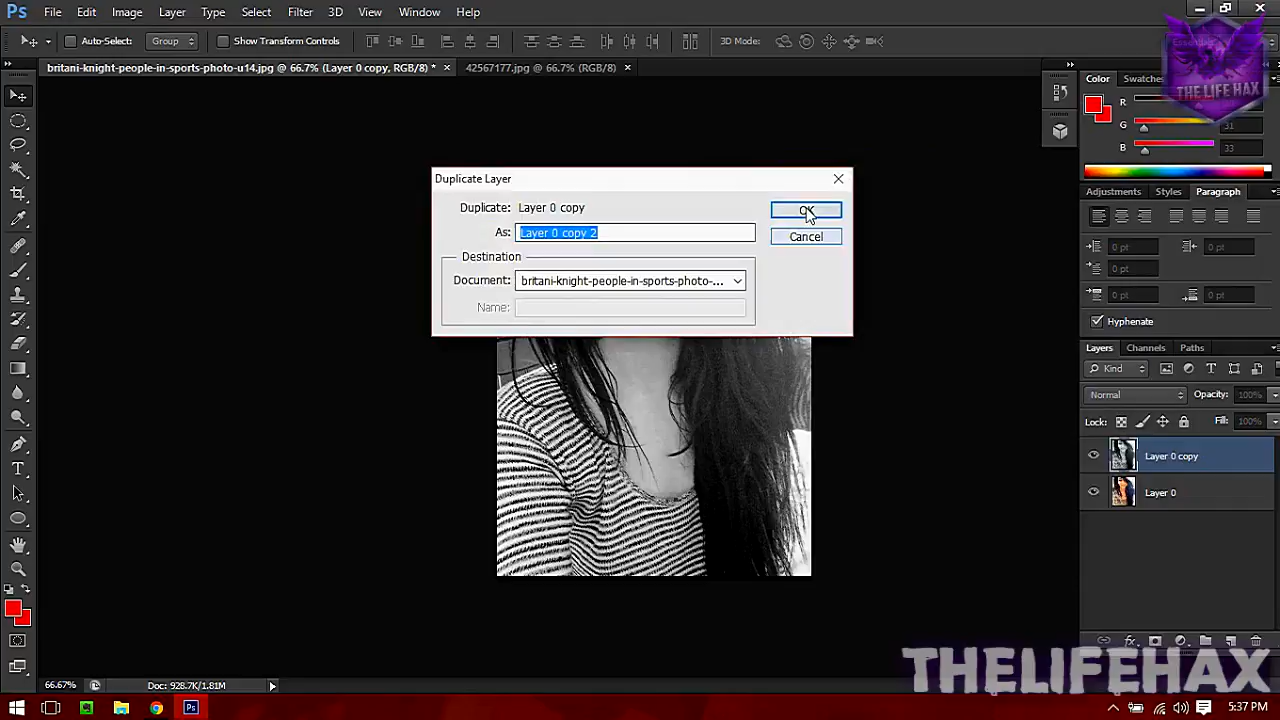 Ps File Edit Image Layer Type Select Filter 3D View Window Help
Auto-Select: Group Show Transform Controls 3D Mode:
britani-knight-people-in-sports-photo-u14.jpg @ 66.7% (Layer 0 copy, RGB/8) * × 42567177.jpg @ 66.7% (RGB/8) ×
Color Swatches
THE LIFE HAX
R
G 31
B 33
Duplicate Layer
Duplicate: Layer 0 copy
OK
As: Layer 0 copy 2
Cancel
Destination
Document: britani-knight-people-in-sports-photo-...
Name:
Adjustments Styles Paragraph
0 pt 0 pt
0 pt
0 pt 0 pt
Hyphenate
Layers Channels Paths
Kind
Normal Opacity: 100%
Lock: Fill: 100%
Layer 0 copy
Layer 0
THELIFEHAX
66.67% Doc: 928.7K/1.81M
Ps 5:37 PM